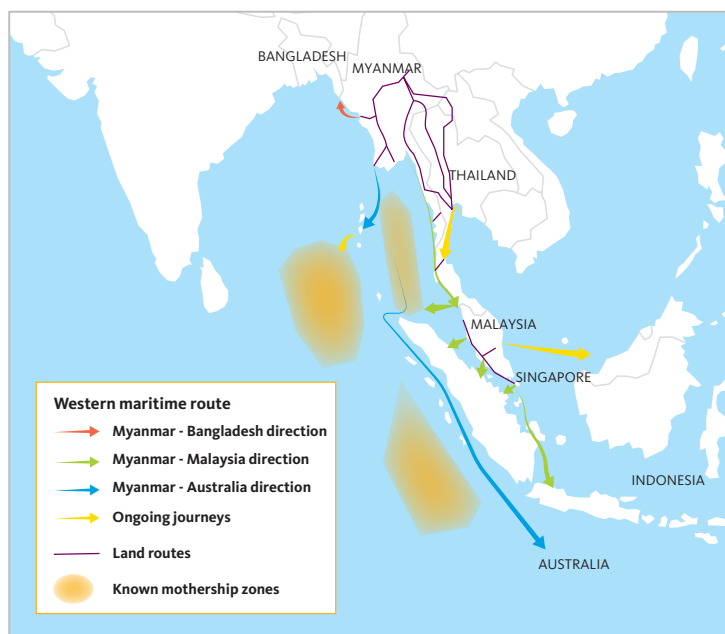 BANGLADESH
MYANMAR
THAILAND
MALAYSIA
SINGAPORE
INDONESIA
AUSTRALIA
Western maritime route
Myanmar - Bangladesh direction
Myanmar - Malaysia direction
Myanmar - Australia direction
Ongoing journeys
Land routes
Known mothership zones